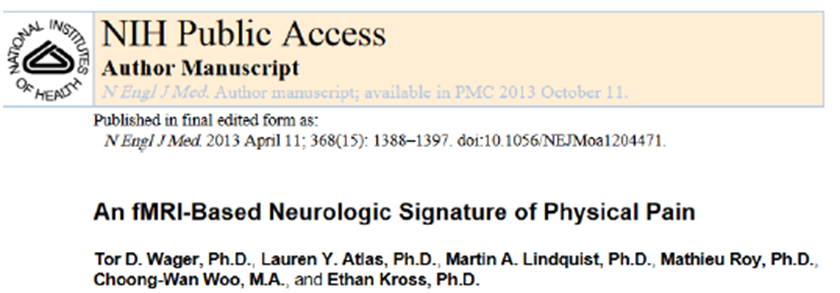 NATIONAL INSTITUTES OF HEALTH
NIH Public Access
Author Manuscript
N Engl J Med. Author manuscript; available in PMC 2013 October 11.
Published in final edited form as:
N Engl J Med. 2013 April 11; 368(15): 1388–1397. doi:10.1056/NEJMoa1204471.
An fMRI-Based Neurologic Signature of Physical Pain
Tor D. Wager, Ph.D., Lauren Y. Atlas, Ph.D., Martin A. Lindquist, Ph.D., Mathieu Roy, Ph.D.,
Choong-Wan Woo, M.A., and Ethan Kross, Ph.D.